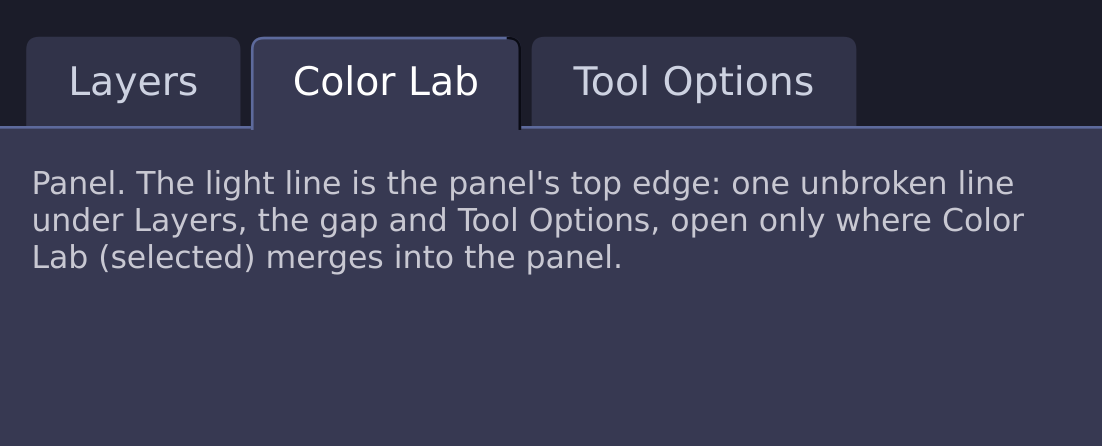 Layers Color Lab Tool Options
Panel. The light line is the panel's top edge: one unbroken line
under Layers, the gap and Tool Options, open only where Color
Lab (selected) merges into the panel.